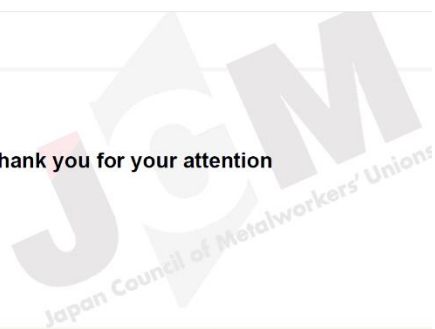 hank you for your attention
JCM
Japan Council of Metalworkers' Unions